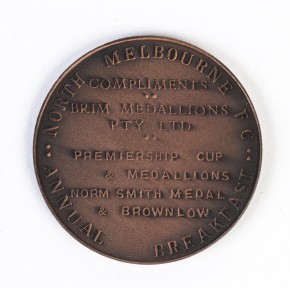 NORTH MELBOURNE F C
COMPLIMENTS
BRIM MEDALLIONS
PTY LTD
PREMIERSHIP CUP
& MEDALLIONS
NORM SMITH MEDAL
& BROWNLOW
ANNUAL BREAKFAST